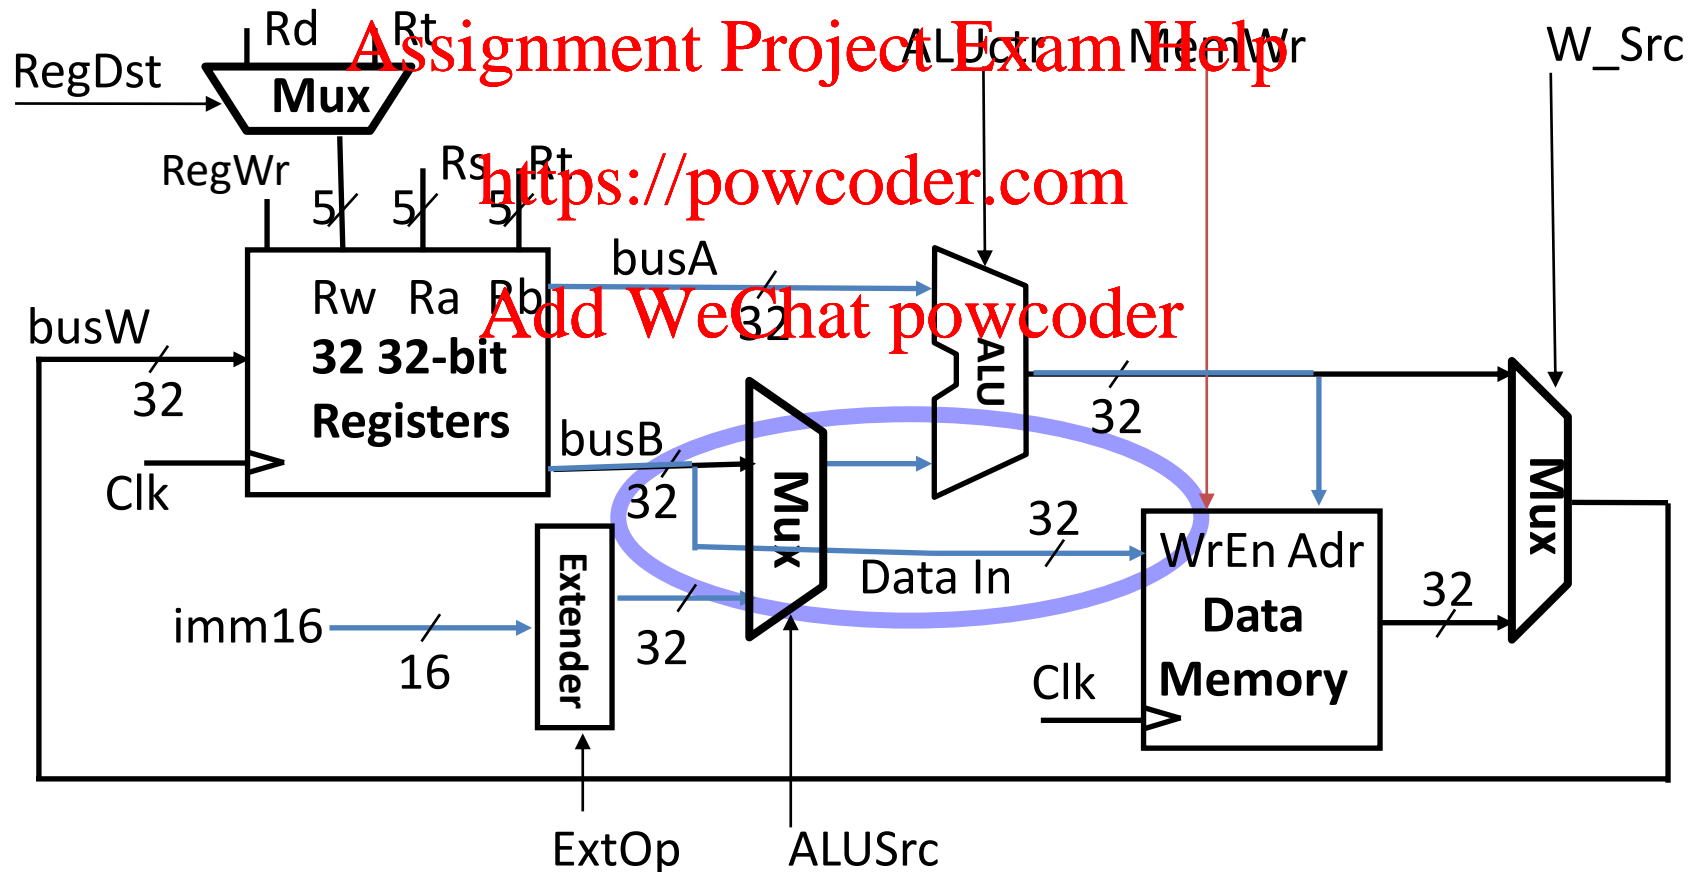 Rd Rt
Assignment Project Exam Help
ALUctr MemWr W_Src
RegDst
Mux
RegWr
Rs Rt
https://powcoder.com
5 5 5
busA
32
Rw Ra Rb
Add WeChat powcoder
busW
32
32 32-bit
Registers
ALU
32
busB
32
Clk
Mux
32
Data In
WrEn Adr
Data
Memory
Mux
32
imm16
16
Extender
32
Clk
ExtOp
ALUSrc